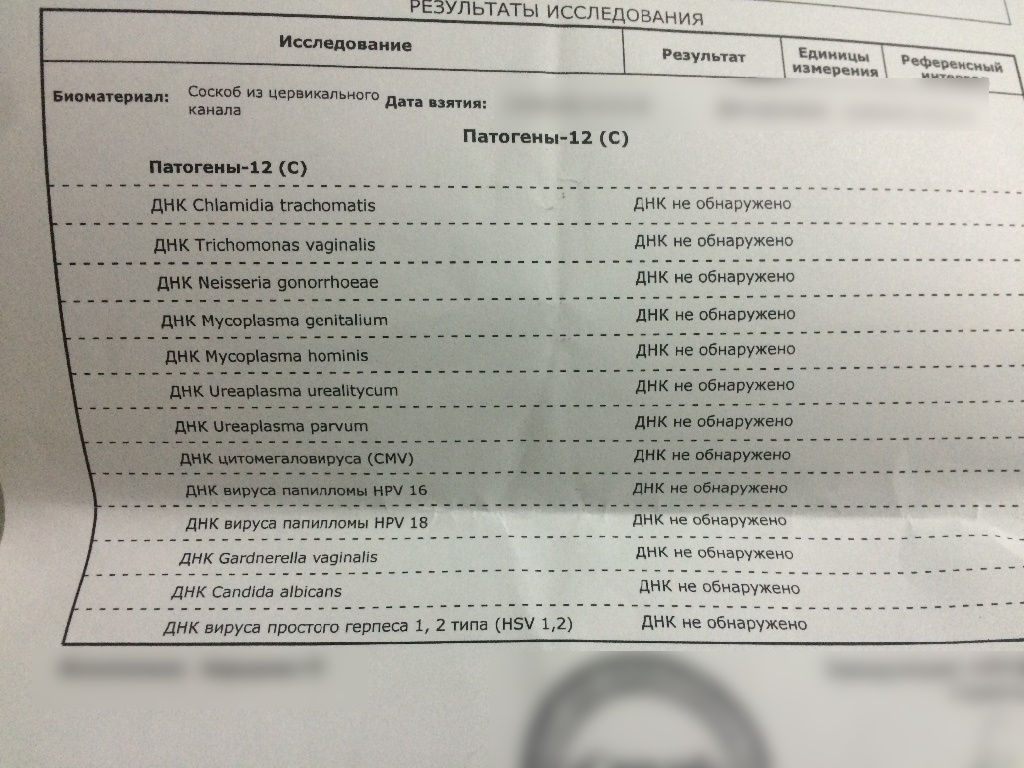 РЕЗУЛЬТАТЫ ИССЛЕДОВАНИЯ
Исследование Результат Единицы измерения Референсный
Биоматериал: Соскоб из цервикального канала Дата взятия:
Патогены-12 (С)
Патогены-12 (С)
ДНК Chlamidia trachomatis ДНК не обнаружено
ДНК Trichomonas vaginalis ДНК не обнаружено
ДНК Neisseria gonorrhoeae ДНК не обнаружено
ДНК Mycoplasma genitalium ДНК не обнаружено
ДНК Mycoplasma hominis ДНК не обнаружено
ДНК Ureaplasma urealitycum ДНК не обнаружено
ДНК Ureaplasma parvum ДНК не обнаружено
ДНК цитомегаловируса (CMV) ДНК не обнаружено
ДНК вируса папилломы HPV 16 ДНК не обнаружено
ДНК вируса папилломы HPV 18 ДНК не обнаружено
ДНК Gardnerella vaginalis ДНК не обнаружено
ДНК Candida albicans ДНК не обнаружено
ДНК вируса простого герпеса 1, 2 типа (HSV 1,2) ДНК не обнаружено